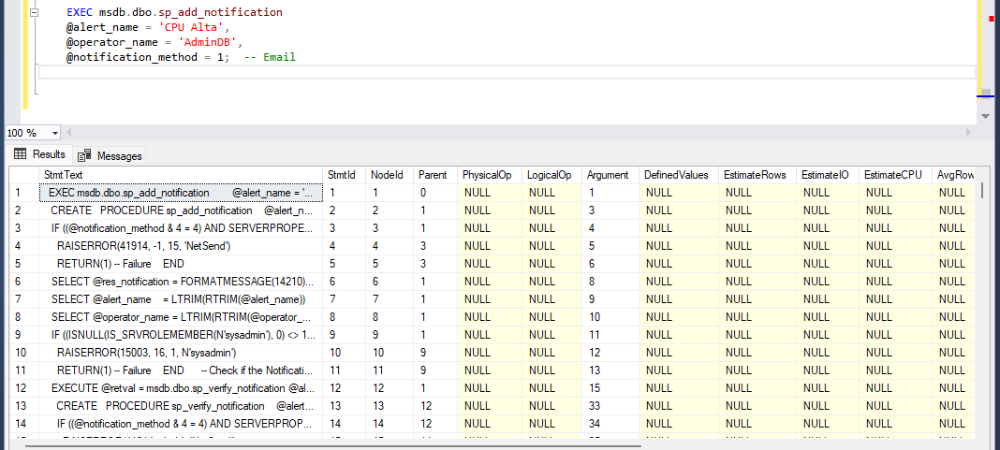 EXEC msdb.dbo.sp_add_notification
@alert_name = 'CPU Alta',
@operator_name = 'AdminDB',
@notification_method = 1;  -- Email
100 %
Results Messages
StmtText StmtId NodeId Parent PhysicalOp LogicalOp Argument DefinedValues EstimateRows EstimateIO EstimateCPU AvgRow
1 EXEC msdb.dbo.sp_add_notification @alert_name = '... 1 1 0 NULL NULL 1 NULL NULL NULL NULL NULL
2 CREATE PROCEDURE sp_add_notification @alert_n... 2 2 1 NULL NULL 3 NULL NULL NULL NULL NULL
3 IF ((@notification_method & 4 = 4) AND SERVERPROPE... 3 3 1 NULL NULL 4 NULL NULL NULL NULL NULL
4 RAISERROR(41914, -1, 15, 'NetSend') 4 4 3 NULL NULL 5 NULL NULL NULL NULL NULL
5 RETURN(1) -- Failure END 5 5 3 NULL NULL 6 NULL NULL NULL NULL NULL
6 SELECT @res_notification = FORMATMESSAGE(14210)... 6 6 1 NULL NULL 8 NULL NULL NULL NULL NULL
7 SELECT @alert_name = LTRIM(RTRIM(@alert_name)) 7 7 1 NULL NULL 9 NULL NULL NULL NULL NULL
8 SELECT @operator_name = LTRIM(RTRIM(@operator_... 8 8 1 NULL NULL 10 NULL NULL NULL NULL NULL
9 IF ((ISNULL(IS_SRVROLEMEMBER(N'sysadmin'), 0) <> 1... 9 9 1 NULL NULL 11 NULL NULL NULL NULL NULL
10 RAISERROR(15003, 16, 1, N'sysadmin') 10 10 9 NULL NULL 12 NULL NULL NULL NULL NULL
11 RETURN(1) -- Failure END -- Check if the Notificati... 11 11 9 NULL NULL 13 NULL NULL NULL NULL NULL
12 EXECUTE @retval = msdb.dbo.sp_verify_notification @al... 12 12 1 NULL NULL 15 NULL NULL NULL NULL NULL
13 CREATE PROCEDURE sp_verify_notification @alert... 13 13 12 NULL NULL 33 NULL NULL NULL NULL NULL
14 IF ((@notification_method & 4 = 4) AND SERVERPROP... 14 14 12 NULL NULL 34 NULL NULL NULL NULL NULL